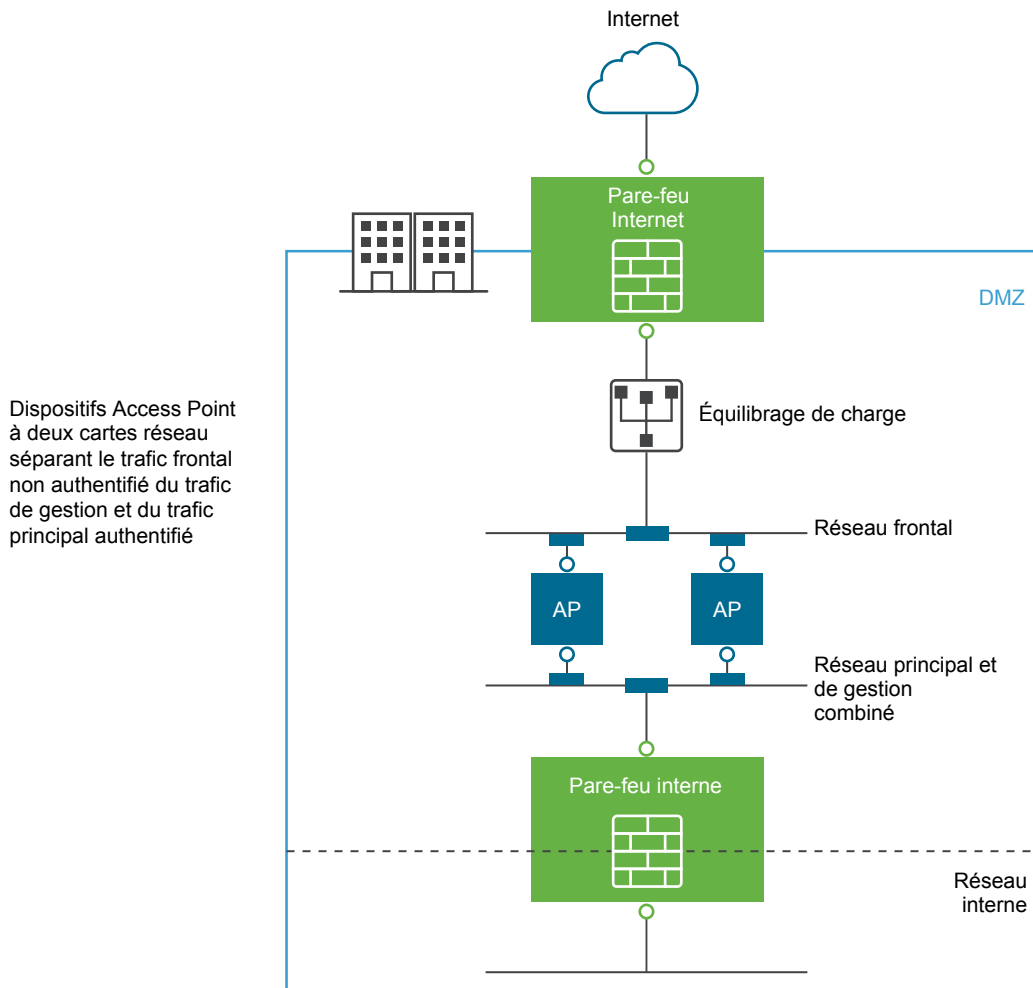 Internet
Pare-feu
Internet
DMZ
Équilibrage de charge
Dispositifs Access Point
à deux cartes réseau
séparant le trafic frontal
non authentifié du trafic
de gestion et du trafic
principal authentifié
Réseau frontal
AP
AP
Réseau principal et
de gestion
combiné
Pare-feu interne
Réseau
interne